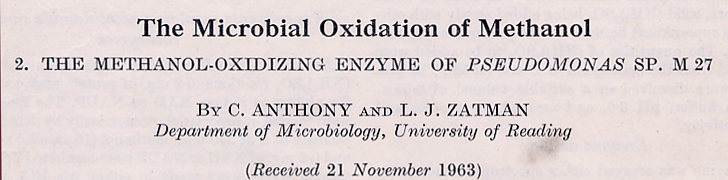 The Microbial Oxidation of Methanol
2. THE METHANOL-OXIDIZING ENZYME OF PSEUDOMONAS SP. M 27
By C. ANTHONY AND L. J. ZATMAN
Department of Microbiology, University of Reading
(Received 21 November 1963)